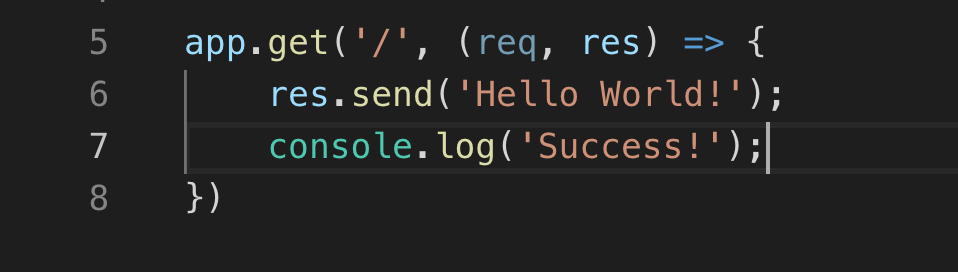 5 app.get('/', (req, res) => {
6 res.send('Hello World!');
7 console.log('Success!');
8 })